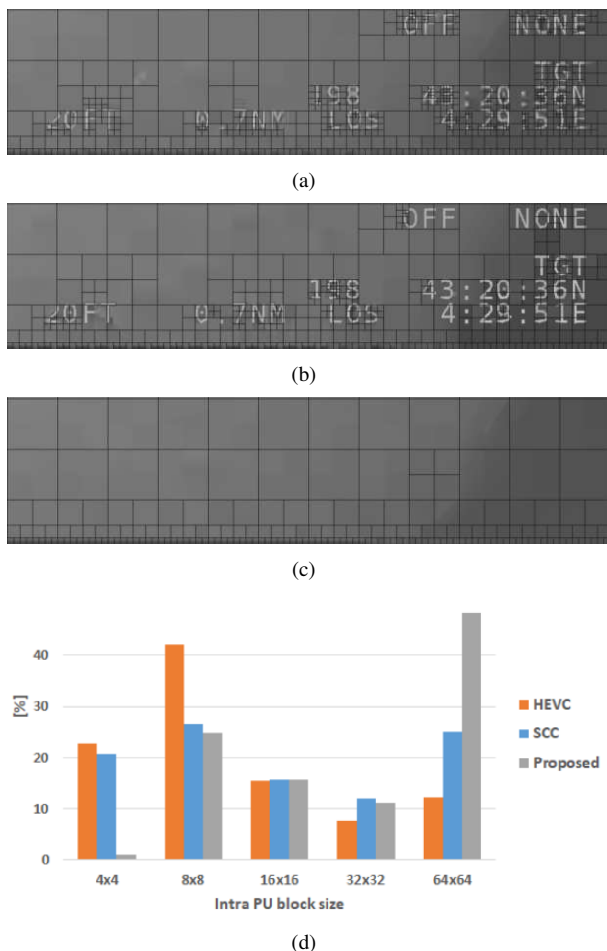 OFF NONE
TGT
198 43:20:36N
20FT 0.7NM LOS 4:29:51E
(a)
OFF NONE
TGT
198 43:20:36N
20FT 0.7NM LOS 4:29:51E
(b)
(c)
40
30
20
10
0
[%]
4x4 8x8 16x16 32x32 64x64
Intra PU block size
HEVC
SCC
Proposed
(d)